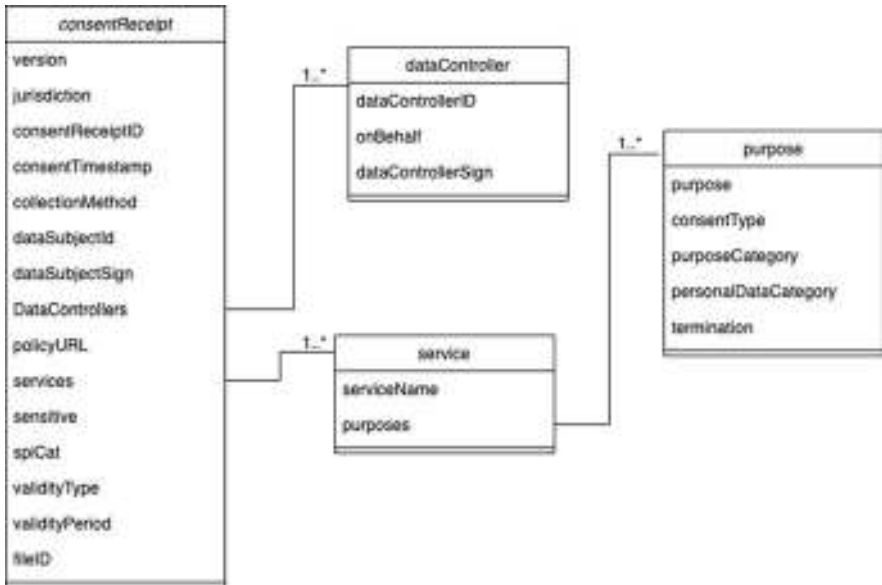 consentReceipt
version
jurisdiction
consentReceiptID
consentTimestamp
collectionMethod
dataSubjectId
dataSubjectSign
DataControllers
policyURL
services
sensitive
spiCat
validityType
validityPeriod
fileID
1..*
dataController
dataControllerID
onBehalf
dataControllerSign
1..*
service
serviceName
purposes
1..*
purpose
purpose
consentType
purposeCategory
personalDataCategory
termination